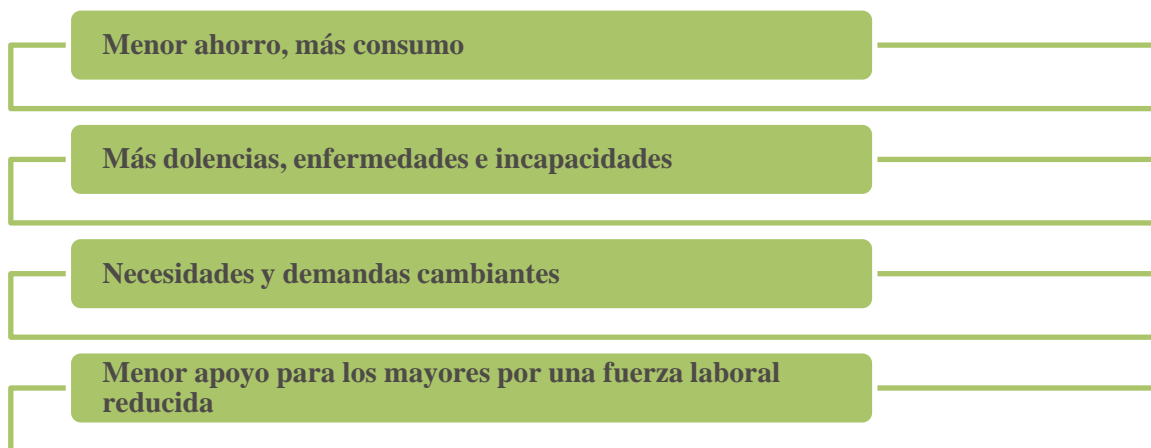 Menor ahorro, más consumo
Más dolencias, enfermedades e incapacidades
Necesidades y demandas cambiantes
Menor apoyo para los mayores por una fuerza laboral
reducida